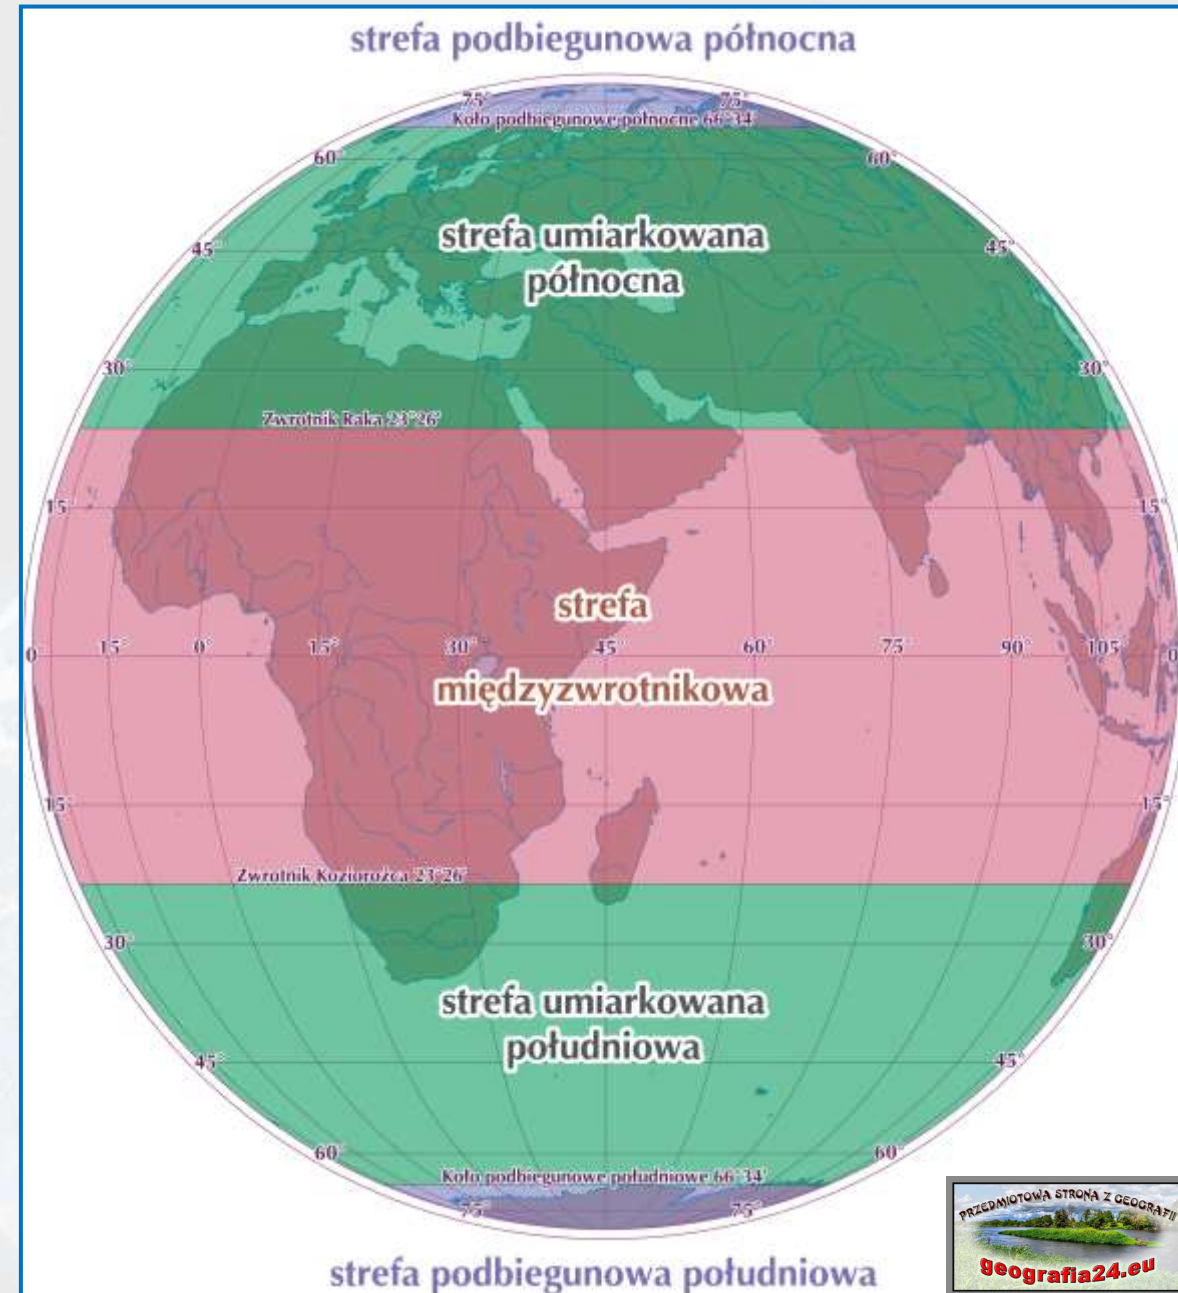 strefa podbiegunowa północna
75° 75°
Koło podbiegunowe północne 66°34'
60° 60°
strefa umiarkowana
45° 45°
północna
30° 30°
Zwrotnik Raka 23°26'
15° 15°
strefa
0 15° 0° 15° 30° 45° 60° 75° 90° 105° 0
międzyzwrotnikowa
15° 15°
Zwrotnik Koziorożca 23°26'
30° 30°
strefa umiarkowana
południowa
45° 45°
60° 60°
Koło podbiegunowe południowe 66°34'
75° 75°
strefa podbiegunowa południowa
PRZEDMIOTOWA STRONA Z GEOGRAFII
geografia24.eu